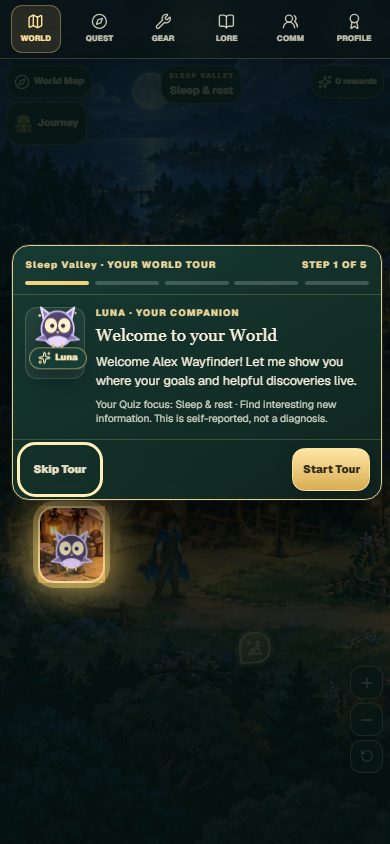 WORLD
QUEST
GEAR
LORE
COMM
PROFILE
World Map
SLEEP VALLEY
Sleep & rest
0 rewards
Journey
Sleep Valley · YOUR WORLD TOUR
STEP 1 OF 5
Luna
LUNA · YOUR COMPANION
Welcome to your World
Welcome Alex Wayfinder! Let me show you
where your goals and helpful discoveries live.
Your Quiz focus: Sleep & rest · Find interesting new
information. This is self-reported, not a diagnosis.
Skip Tour
Start Tour